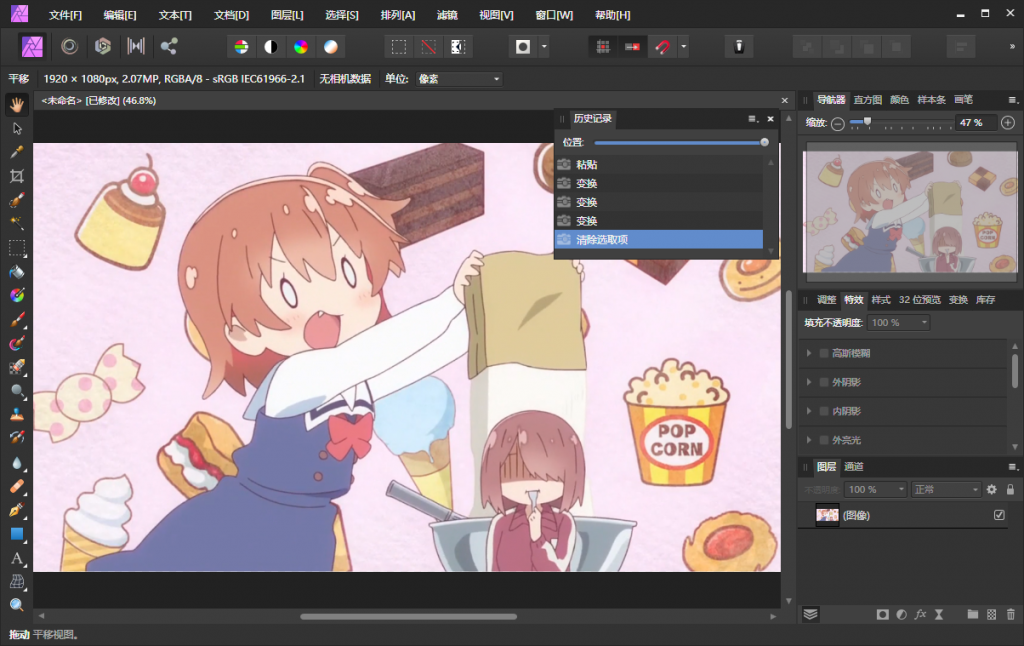 文件[F] 编辑[E] 文本[T] 文档[D] 图层[L] 选择[S] 排列[A] 滤镜 视图[V] 窗口[W] 帮助[H]
平移 1920 × 1080px, 2.07MP, RGBA/8 - sRGB IEC61966-2.1 无相机数据 单位: 像素
<未命名> [已修改] (46.8%)
历史记录
位置:
粘贴
变换
变换
变换
清除选取项
导航器 直方图 颜色 样本条 画笔
缩放: 47 %
调整 特效 样式 32 位预览 变换 库存
填充不透明度: 100 %
高斯模糊
外阴影
内阴影
外亮光
图层 通道
不透明度: 100 % 正常
(图像)
POP
CORN
A
fx
拖动 平移视图。